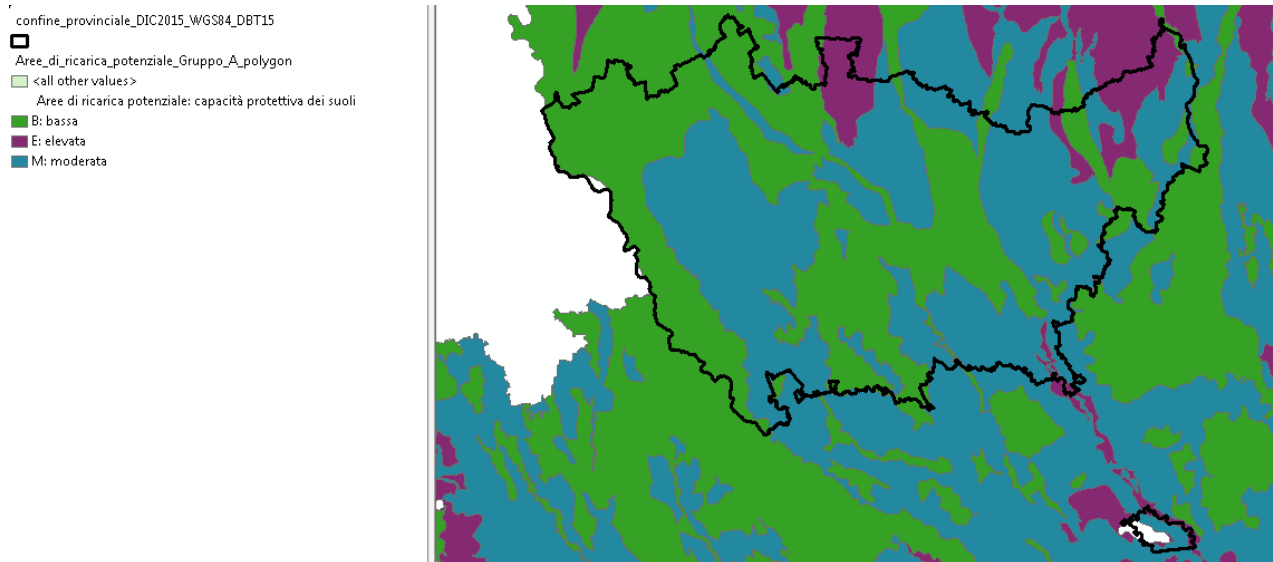 confine_provinciale_DIC2015_WGS84_DBT15
Aree_di_ricarica_potenziale_Gruppo_A_polygon
<all other values>
Aree di ricarica potenziale: capacità protettiva dei suoli
B: bassa
E: elevata
M: moderata